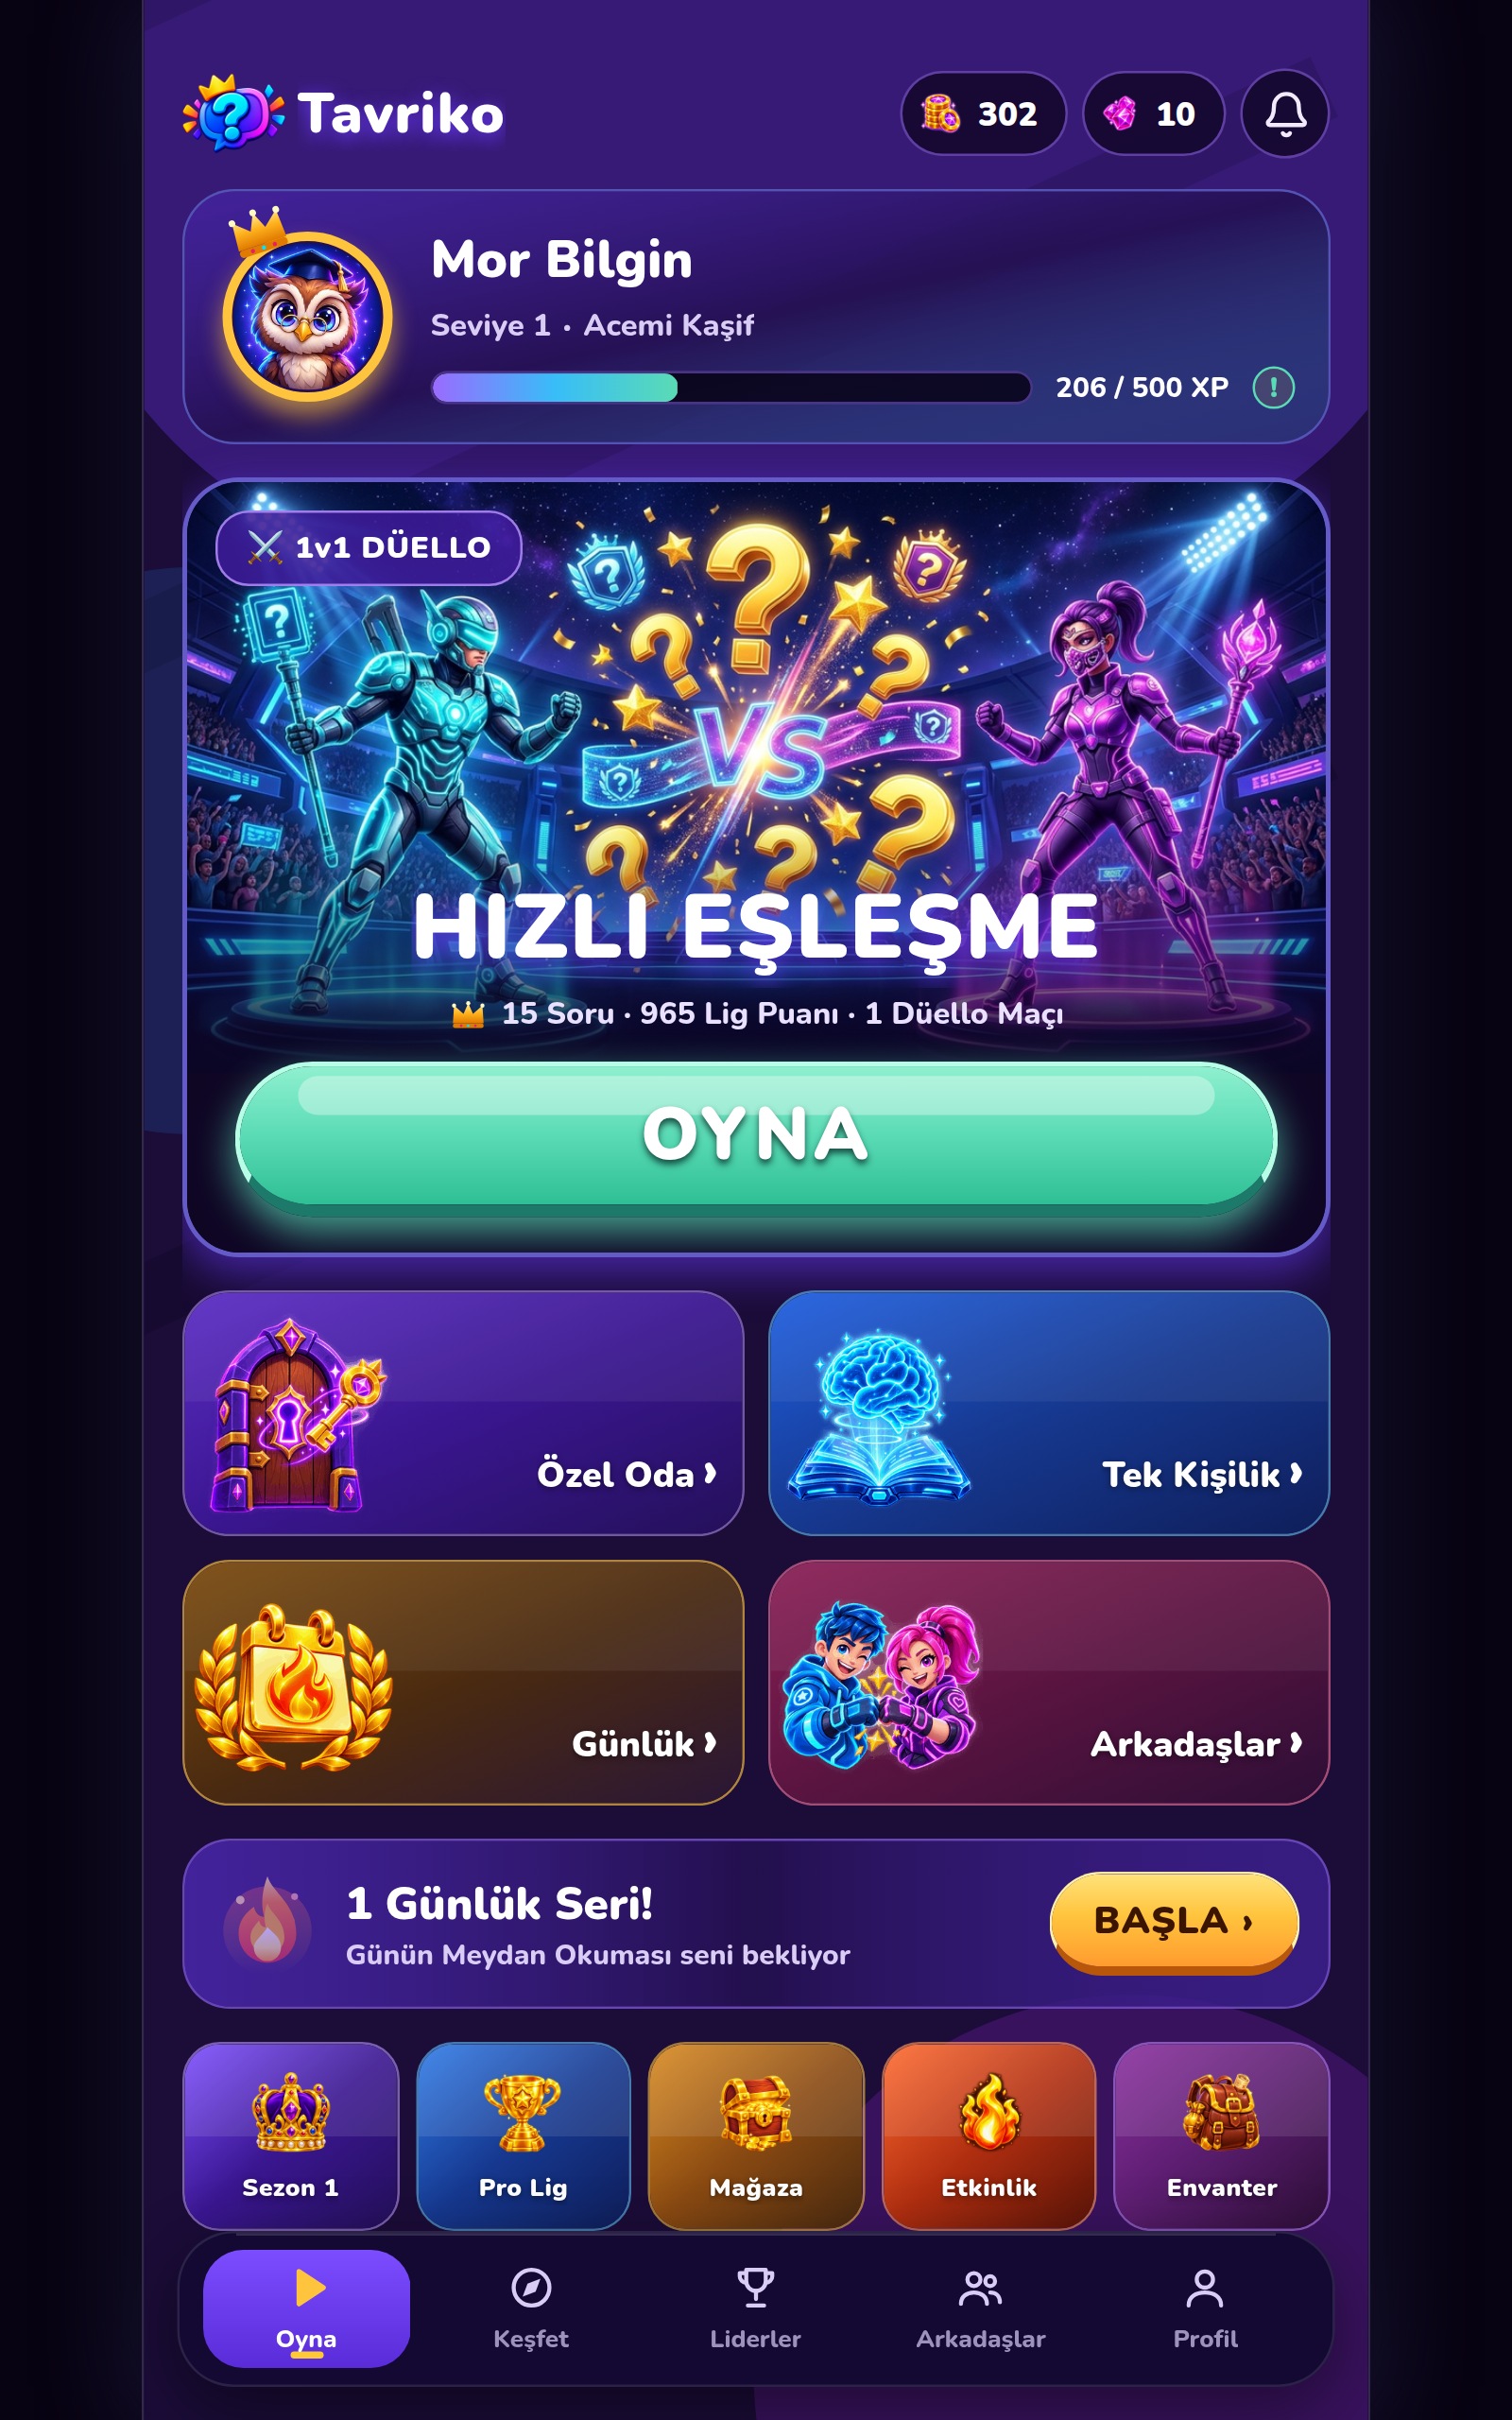 Tavriko
302
10
Mor Bilgin
Seviye 1 · Acemi Kaşif
206 / 500 XP
!
1v1 DÜELLO
?
VS
HIZLI EŞLEŞME
15 Soru · 965 Lig Puanı · 1 Düello Maçı
OYNA
Özel Oda ›
Tek Kişilik ›
Günlük ›
Arkadaşlar ›
1 Günlük Seri!
Günün Meydan Okuması seni bekliyor
BAŞLA ›
Sezon 1
Pro Lig
Mağaza
Etkinlik
Envanter
Oyna
Keşfet
Liderler
Arkadaşlar
Profil